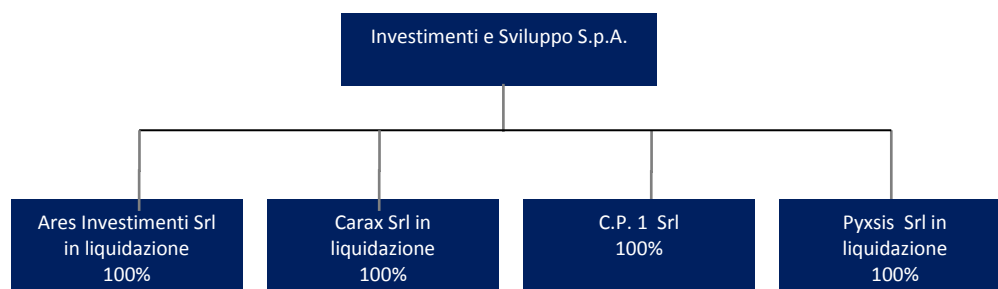 Investimenti e Sviluppo S.p.A.
Ares Investimenti Srl
in liquidazione
100%
Carax Srl in
liquidazione
100%
C.P. 1 Srl
100%
Pyxsis Srl in
liquidazione
100%